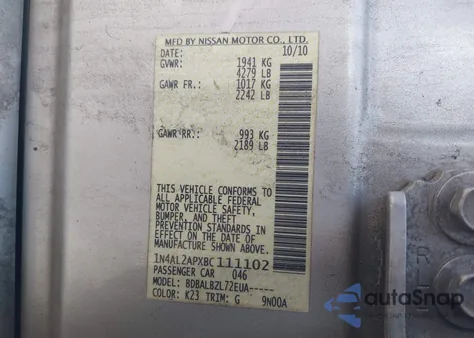 MFD BY NISSAN MOTOR CO., LTD.
DATE: 10/10
GVWR: 1941 KG
4279 LB
GAWR FR.: 1017 KG
2242 LB
GAWR RR.: 993 KG
2189 LB
THIS VEHICLE CONFORMS TO
ALL APPLICABLE FEDERAL
MOTOR VEHICLE SAFETY,
BUMPER, AND THEFT
PREVENTION STANDARDS IN
EFFECT ON THE DATE OF
MANUFACTURE SHOWN ABOVE.
1N4AL2APXBC111102
PASSENGER CAR 046
MODEL: BDBALBZL72EUA-----
COLOR: K23 TRIM: G 9N00A
F R
R I E
autoSnap